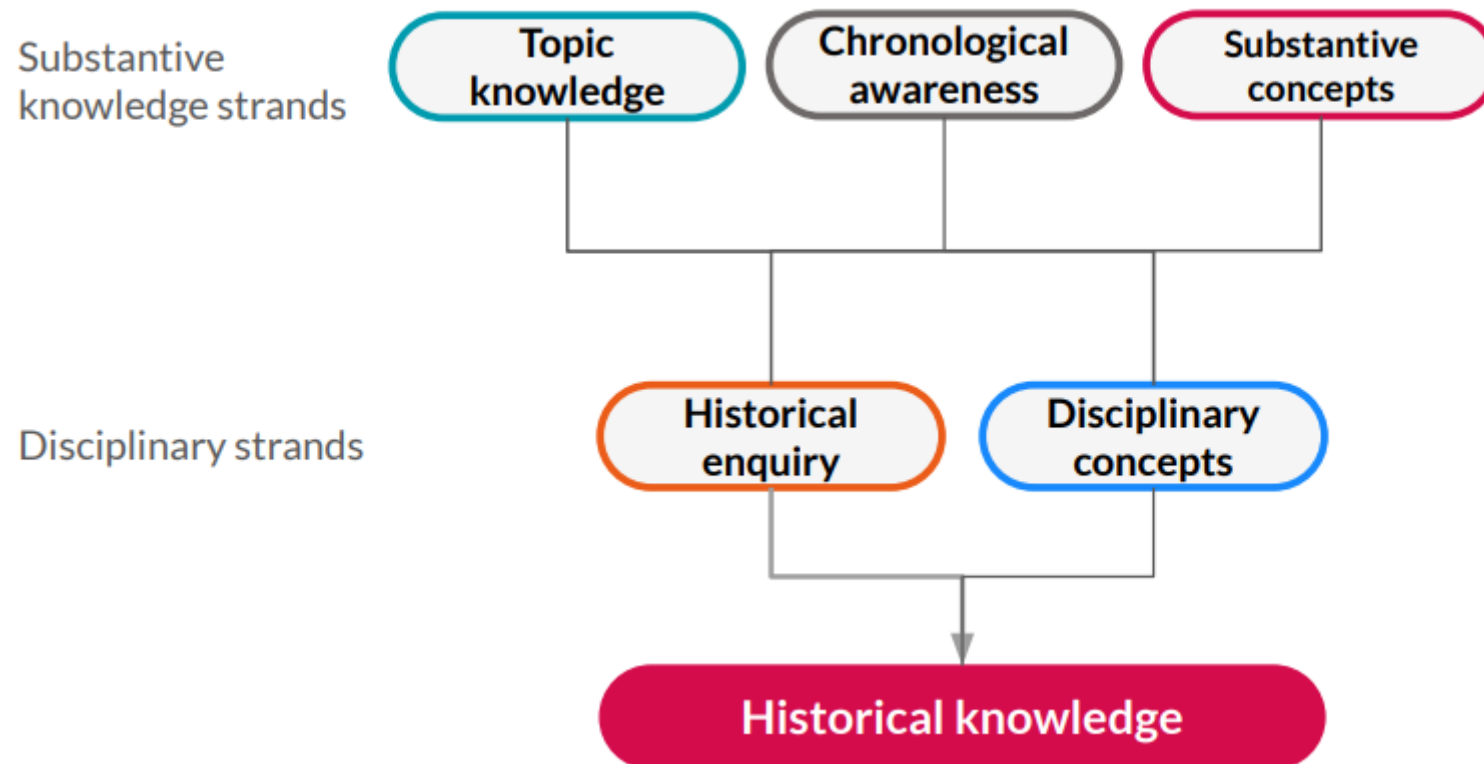 Substantive
knowledge strands
Topic
knowledge
Chronological
awareness
Substantive
concepts
Disciplinary strands
Historical
enquiry
Disciplinary
concepts
Historical knowledge